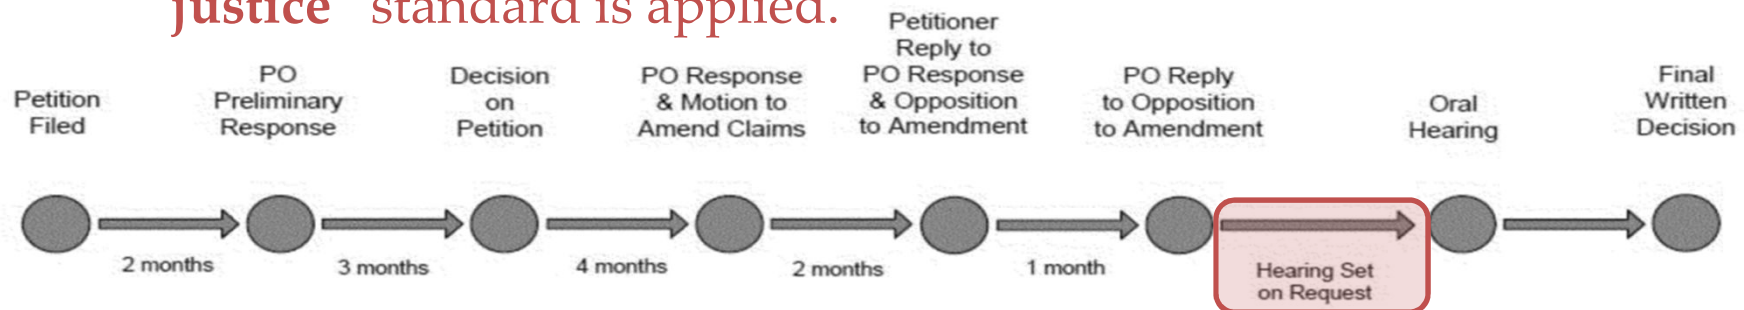 justice" standard is applied.
Petition
Filed
PO
Preliminary
Response
Decision
on
Petition
PO Response
& Motion to
Amend Claims
Petitioner
Reply to
PO Response
& Opposition
to Amendment
PO Reply
to Opposition
to Amendment
Oral
Hearing
Final
Written
Decision
2 months
3 months
4 months
2 months
1 month
Hearing Set
on Request